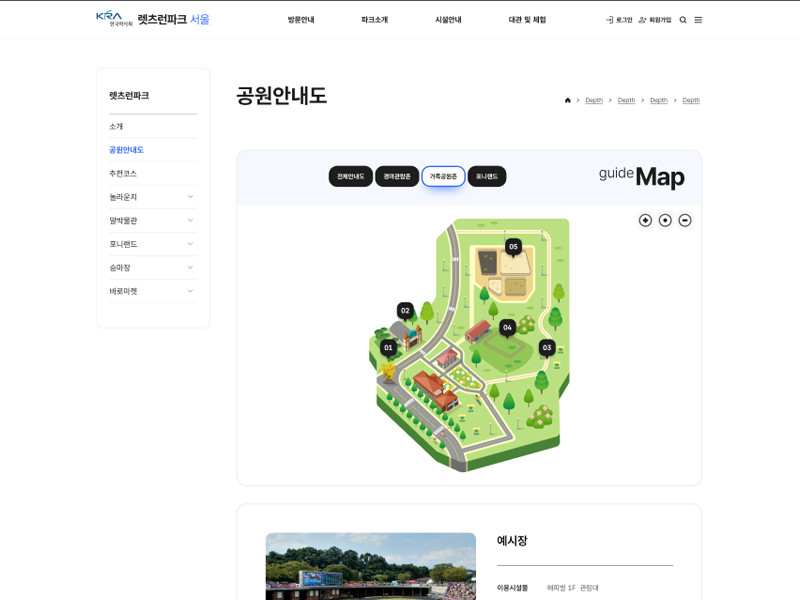 KRA 한국마사회 렛츠런파크 서울
방문안내 파크소개 시설안내 대관 및 체험
로그인 회원가입
렛츠런파크
소개
공원안내도
추천코스
놀라운지
말박물관
포니랜드
승마장
바로마켓
공원안내도
Depth > Depth > Depth > Depth
전체안내도 경마관람존 가족공원존 포니랜드
guide Map
05
02
04
01
03
예시장
이용시설물 해피빌 1F 관람대